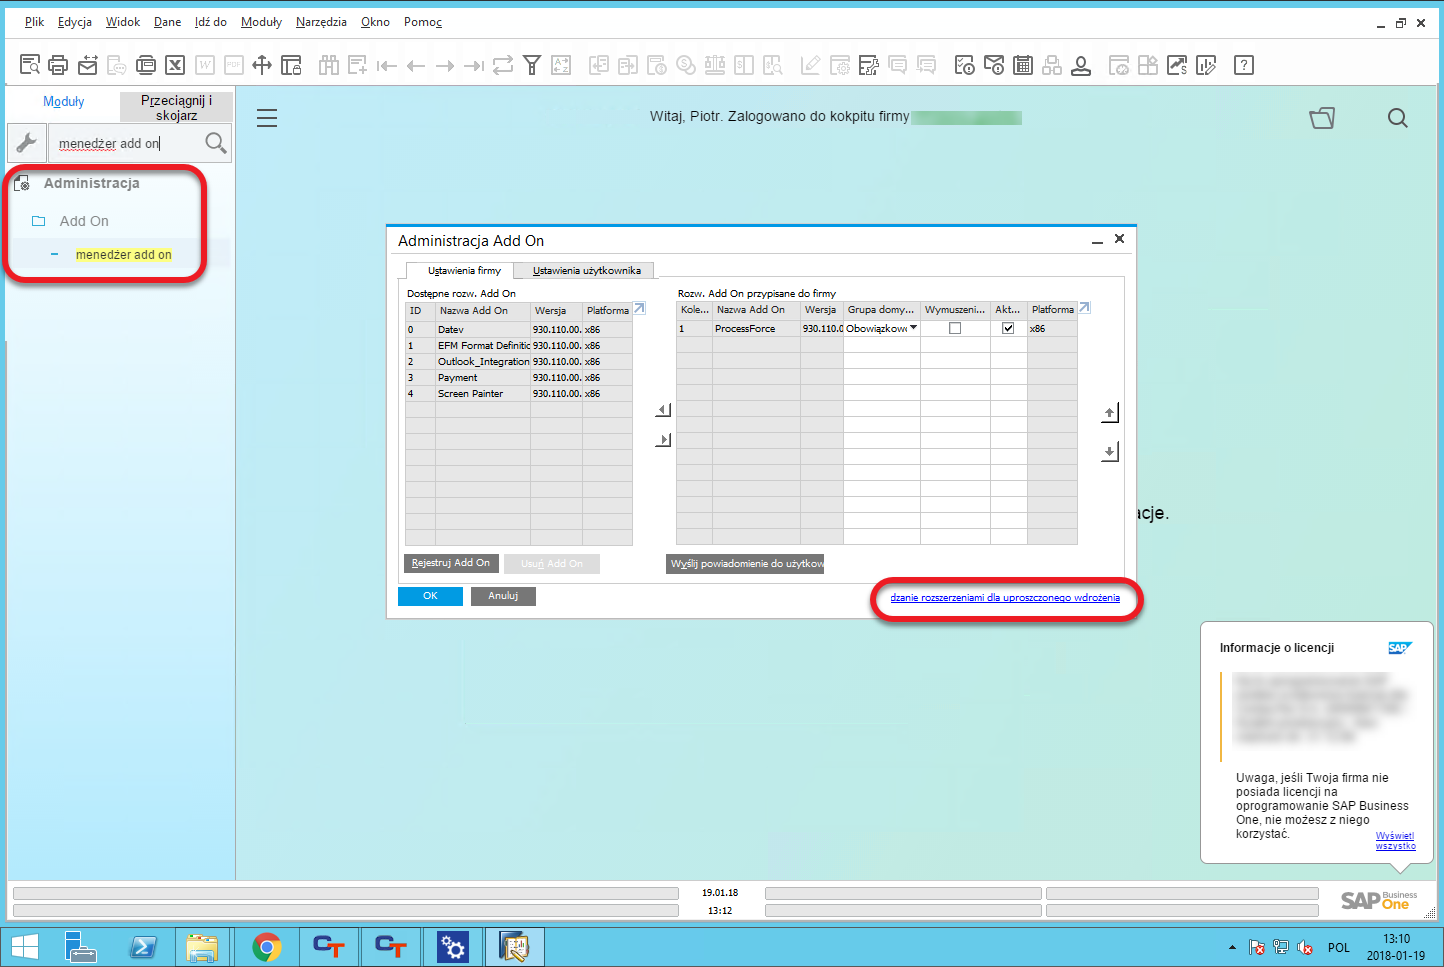 Plik Edycja Widok Dane Idź do Moduły Narzędzia Okno Pomoc
Moduły
Przeciągnij i
skojarz
menedżer add on
Administracja
Add On
menedżer add on
Witaj, Piotr. Zalogowano do kokpitu firmy
Administracja Add On
Ustawienia firmy Ustawienia użytkownika
Dostępne rozw. Add On
ID Nazwa Add On Wersja Platforma
0 Datev 930.110.00. x86
1 EFM Format Definitic 930.110.00. x86
2 Outlook_Integration 930.110.00. x86
3 Payment 930.110.00. x86
4 Screen Painter 930.110.00. x86
Rejestruj Add On Usuń Add On
Rozw. Add On przypisane do firmy
Kole... Nazwa Add On Wersja Grupa domy... Wymuszeni... Akt... Platforma
1 ProcessForce 930.110.0 Obowiązkowo x86
Wyślij powiadomienie do użytkow
OK Anuluj
dzanie rozszerzeniami dla uproszczonego wdrożenia
acje.
Informacje o licencji
SAP
Uwaga, jeśli Twoja firma nie
posiada licencji na
oprogramowanie SAP Business
One, nie możesz z niego
korzystać.
Wyświetl
wszystko
19.01.18
13:12
SAP Business
One
CT CT
POL
13:10
2018-01-19